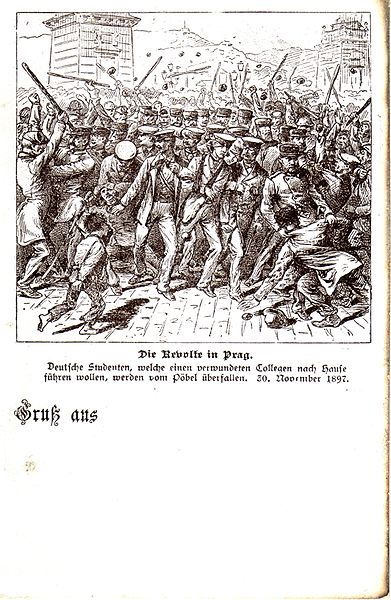 Die Revolte in Prag.
Deutsche Studenten, welche einen verwundeten Collegen nach Hause
führen wollen, werden vom Pöbel überfallen. 30. November 1897.
Gruß aus